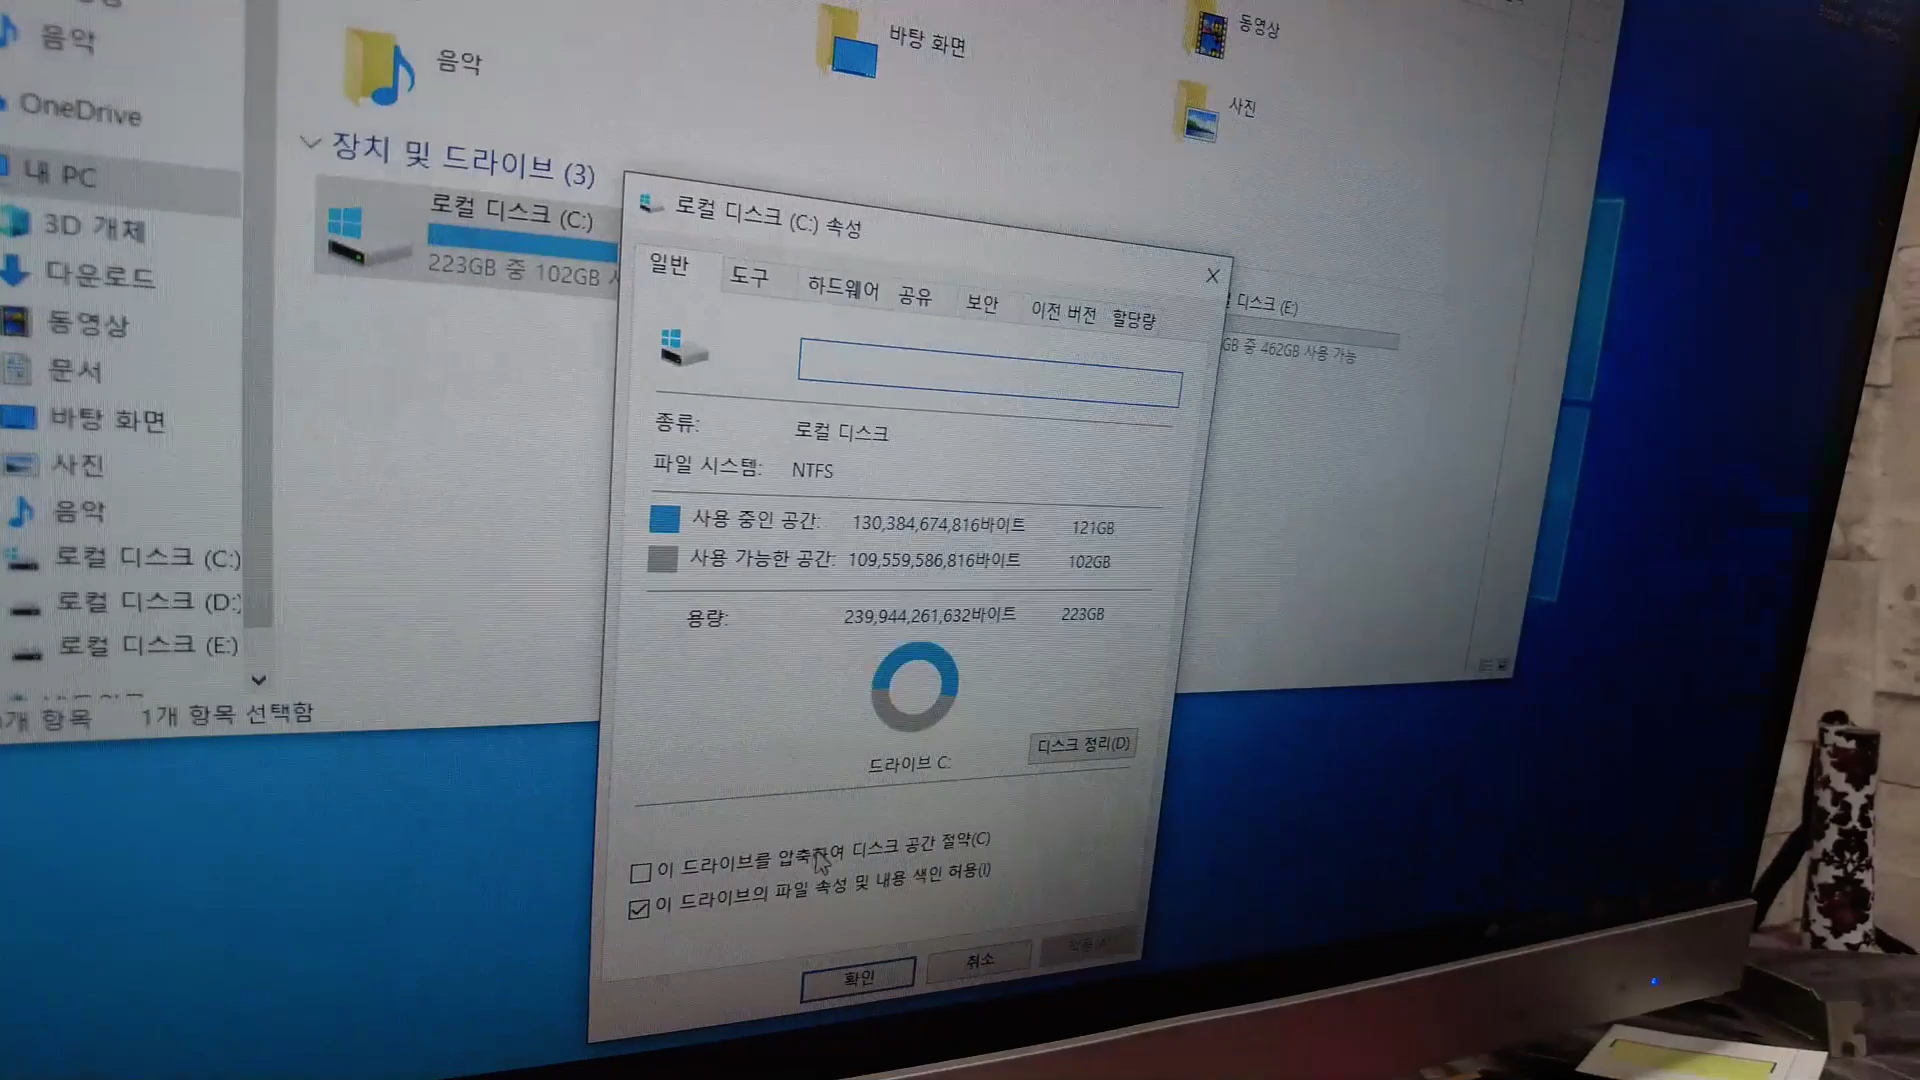 음악
OneDrive
내 PC
3D 개체
다운로드
동영상
문서
바탕 화면
사진
음악
로컬 디스크 (C:)
로컬 디스크 (D:)
로컬 디스크 (E:)
개 항목
1개 항목 선택함
음악
바탕 화면
동영상
사진
장치 및 드라이브 (3)
로컬 디스크 (C:)
223GB 중 102GB
디스크 (E:)
GB 중 462GB 사용 가능
로컬 디스크 (C:) 속성
일반
도구
하드웨어
공유
보안
이전 버전
할당량
종류:
로컬 디스크
파일 시스템:
NTFS
사용 중인 공간: 130,384,674,816바이트 121GB
사용 가능한 공간: 109,559,586,816바이트 102GB
용량: 239,944,261,632바이트 223GB
드라이브 C:
디스크 정리(D)
이 드라이브를 압축하여 디스크 공간 절약(C)
이 드라이브의 파일 속성 및 내용 색인 허용(I)
확인
취소